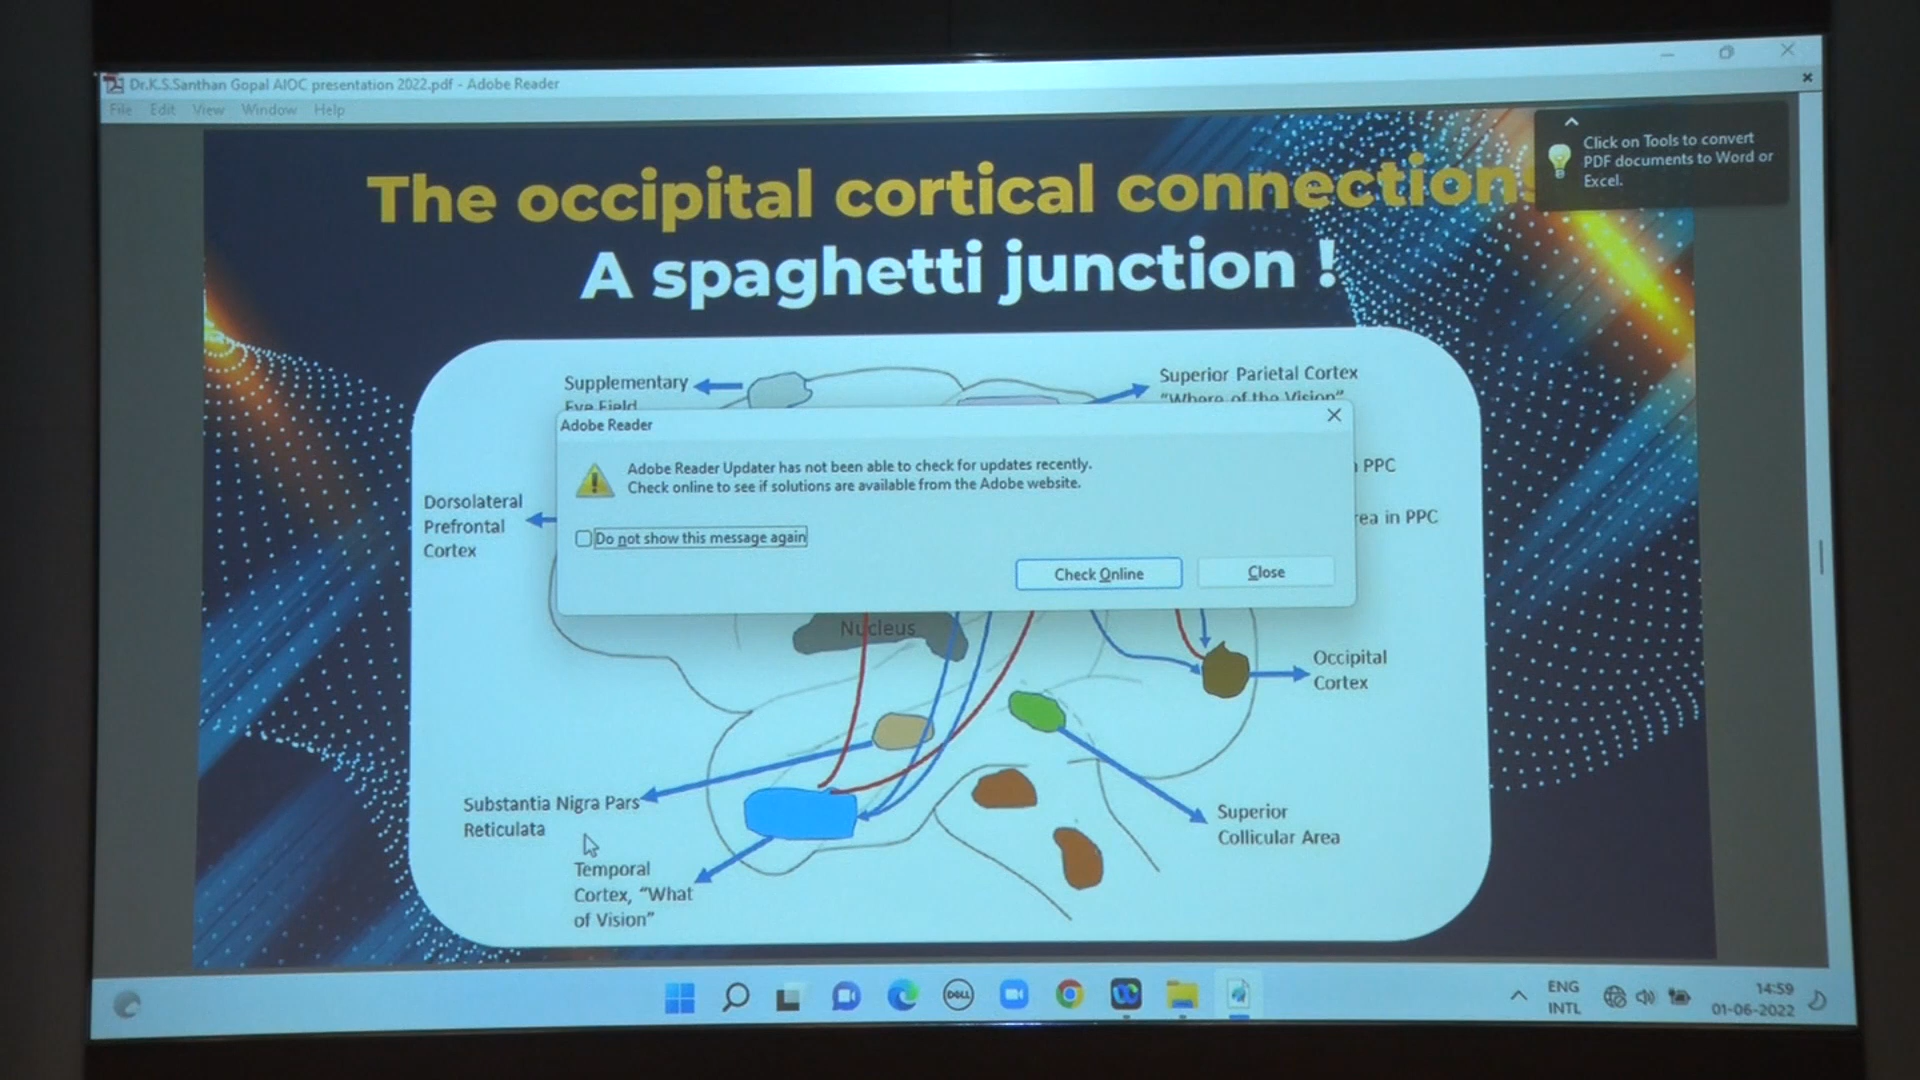 Dr.K.S.Santhan Gopal AIOC presentation 2022.pdf - Adobe Reader
File Edit View Window Help
Click on Tools to convert
PDF documents to Word or
Excel.
The occipital cortical connection
A spaghetti junction !
Supplementary
Eye Field
Superior Parietal Cortex
"Where of the Vision"
Adobe Reader
Adobe Reader Updater has not been able to check for updates recently.
Check online to see if solutions are available from the Adobe website.
Do not show this message again
Check Online
Close
PPC
rea in PPC
Dorsolateral
Prefrontal
Cortex
Nucleus
Occipital
Cortex
Substantia Nigra Pars
Reticulata
Superior
Collicular Area
Temporal
Cortex, "What
of Vision"
DELL
ENG
INTL
14:59
01-06-2022